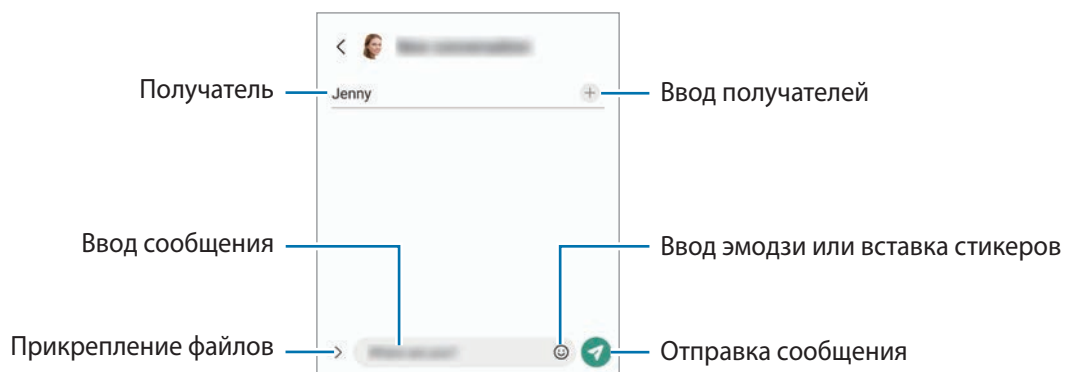 Получатель
Jenny
Ввод получателей
Ввод сообщения
Ввод эмодзи или вставка стикеров
Прикрепление файлов
Отправка сообщения